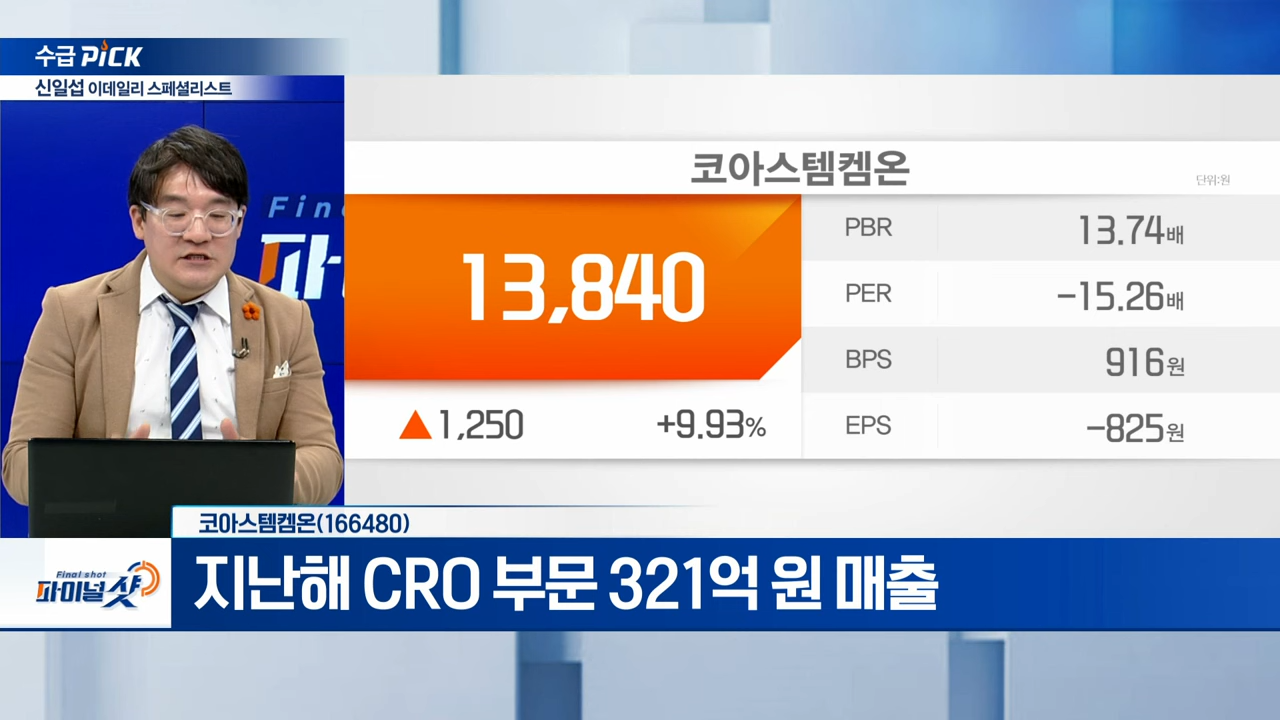 수급 PiCK
신일섭 이데일리 스페셜리스트
Fin
파
코아스템켐온
단위:원
13,840
▲1,250 +9.93%
PBR 13.74배
PER -15.26배
BPS 916원
EPS -825원
코아스템켐온(166480)
Final shot
파이널샷
지난해 CRO 부문 321억 원 매출